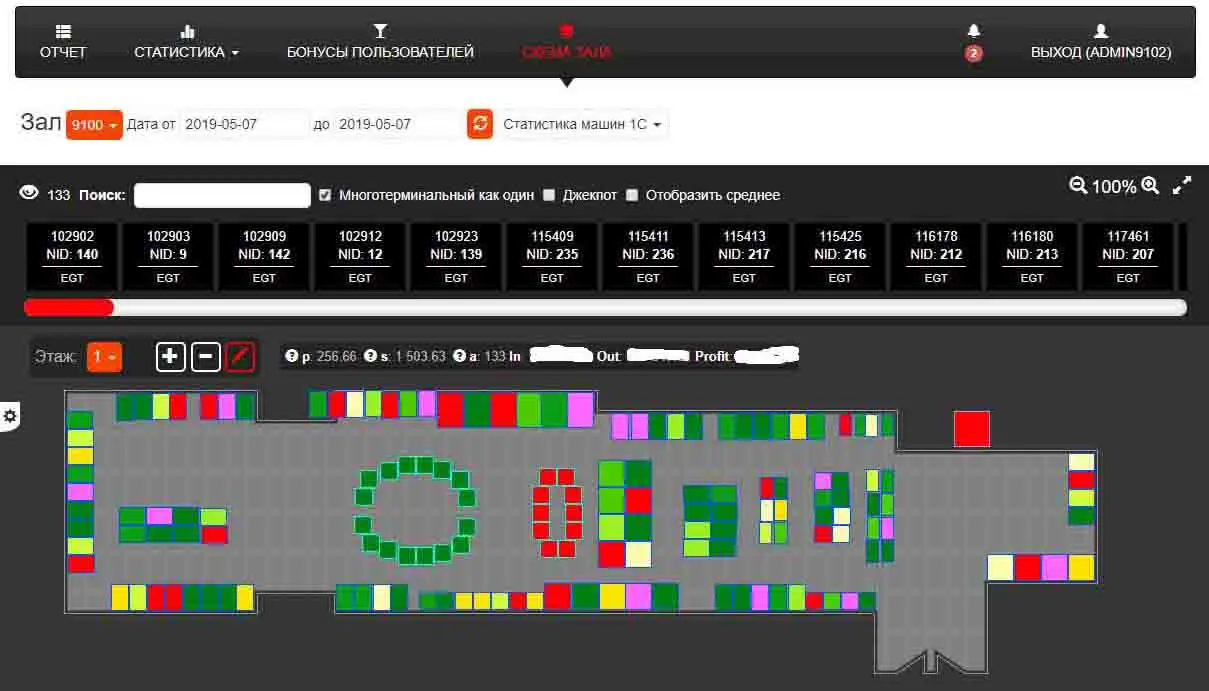 ОТЧЕТ СТАТИСТИКА БОНУСЫ ПОЛЬЗОВАТЕЛЕЙ СХЕМА ЗАЛА 2 ВЫХОД (ADMIN9102)
Зал 9100 Дата от 2019-05-07 до 2019-05-07 Статистика машин 1С
133 Поиск: Многотерминальный как один Джекпот Отобразить среднее 100%
102902 102903 102909 102912 102923 115409 115411 115413 115425 116178 116180 117461
NID: 140 NID: 9 NID: 142 NID: 12 NID: 139 NID: 235 NID: 236 NID: 217 NID: 216 NID: 212 NID: 213 NID: 207
EGT EGT EGT EGT EGT EGT EGT EGT EGT EGT EGT EGT
Этаж: 1 p: 256.66 s: 1 503.63 a: 133 In Out: Profit: